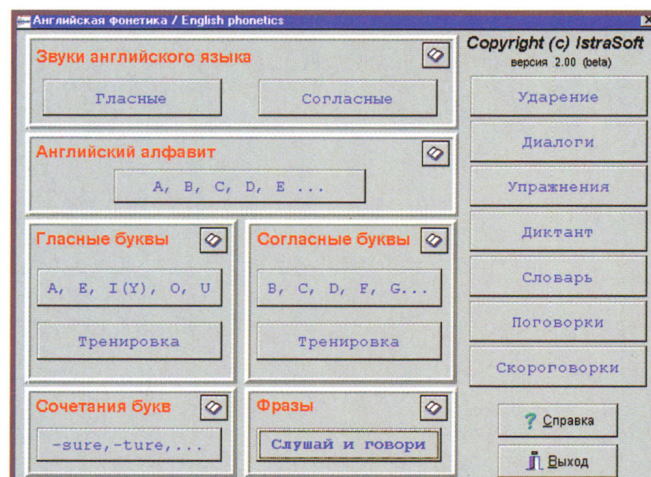 Английская фонетика / English phonetics
Звуки английского языка
Гласные
Согласные
Английский алфавит
A, B, C, D, E ...
Гласные буквы
A, E, I(Y), O, U
Тренировка
Согласные буквы
B, C, D, F, G...
Тренировка
Сочетания букв
-sure,-ture,...
Фразы
Слушай и говори
Copyright (c) IstraSoft
версия 2.00 (beta)
Ударение
Диалоги
Упражнения
Диктант
Словарь
Поговорки
Скороговорки
? Справка
Выход